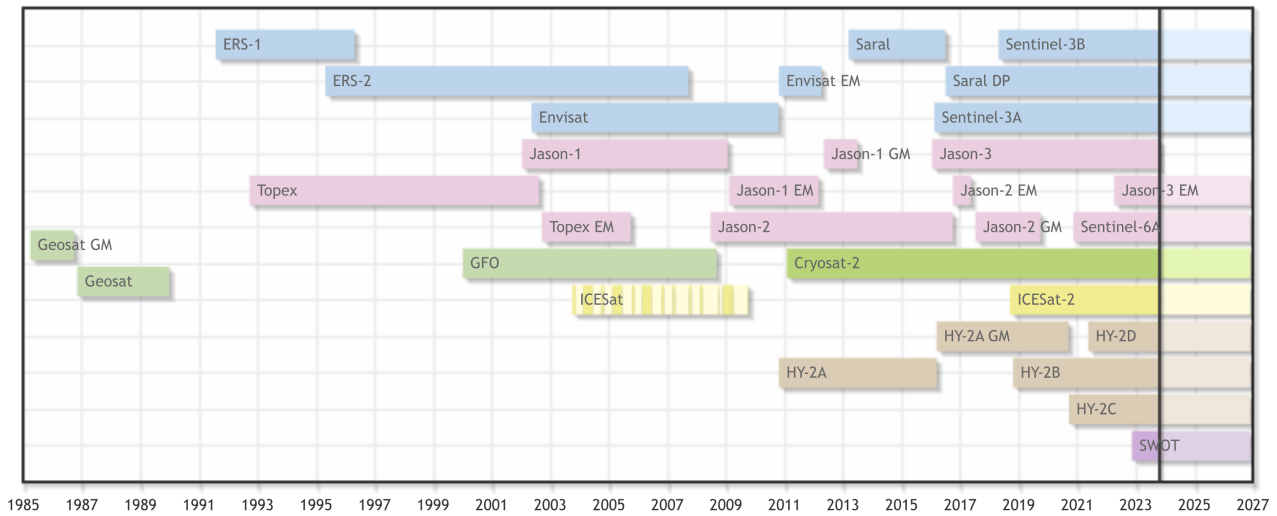 ERS-1 Saral Sentinel-3B
ERS-2 Envisat EM Saral DP
Envisat Sentinel-3A
Jason-1 Jason-1 GM Jason-3
Topex Jason-1 EM Jason-2 EM Jason-3 EM
Topex EM Jason-2 Jason-2 GM Sentinel-6A
Geosat GM
GFO Cryosat-2
Geosat
ICESat ICESat-2
HY-2A GM HY-2D
HY-2A HY-2B
HY-2C
SWOT
1985 1987 1989 1991 1993 1995 1997 1999 2001 2003 2005 2007 2009 2011 2013 2015 2017 2019 2021 2023 2025 2027